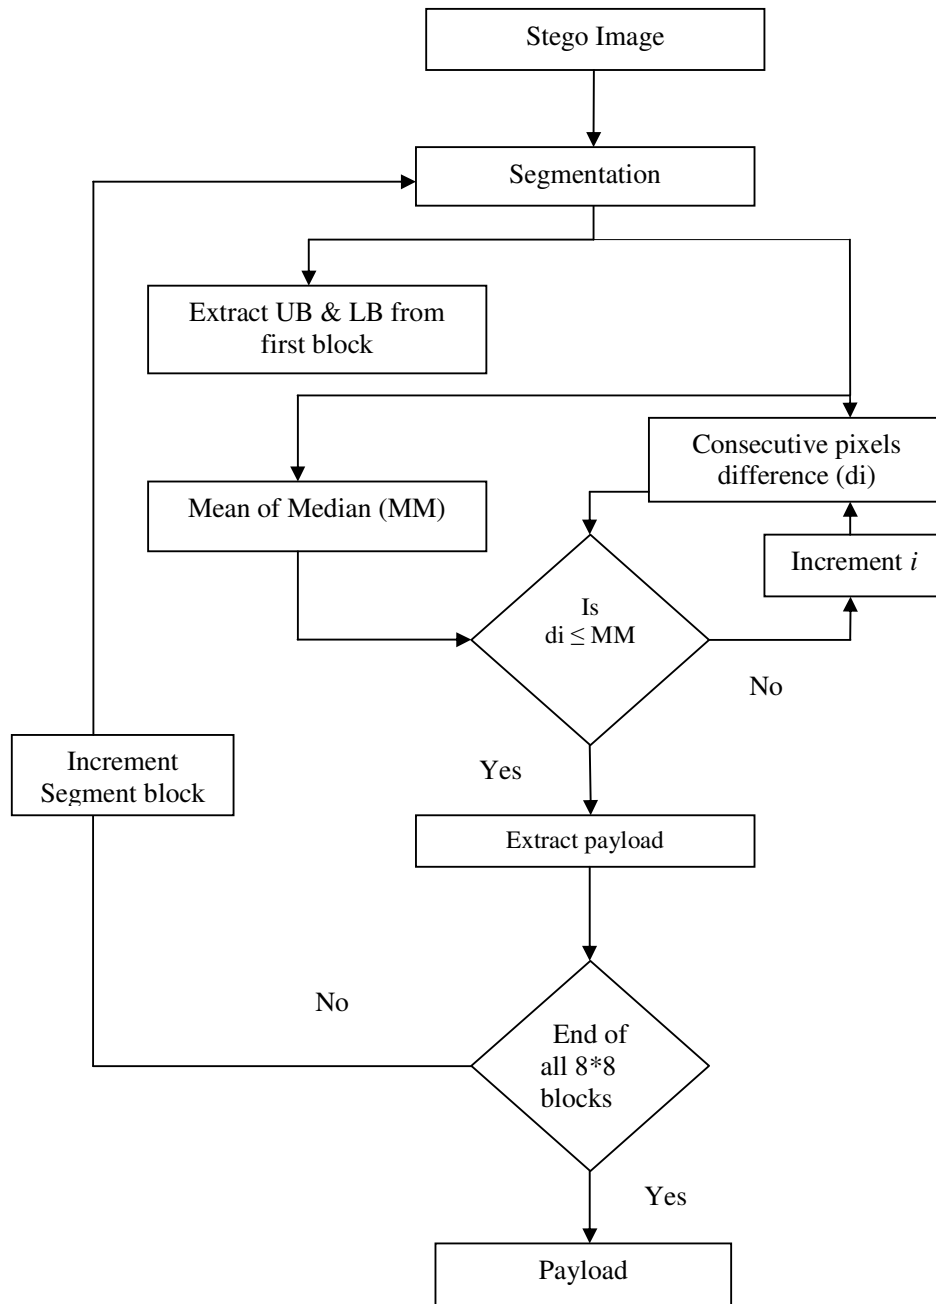 Stego Image
Segmentation
Extract UB & LB from
first block
Consecutive pixels
difference (di)
Mean of Median (MM)
Increment i
Is
di ≤ MM
No
Increment
Segment block
Yes
Extract payload
No
End of
all 8*8
blocks
Yes
Payload